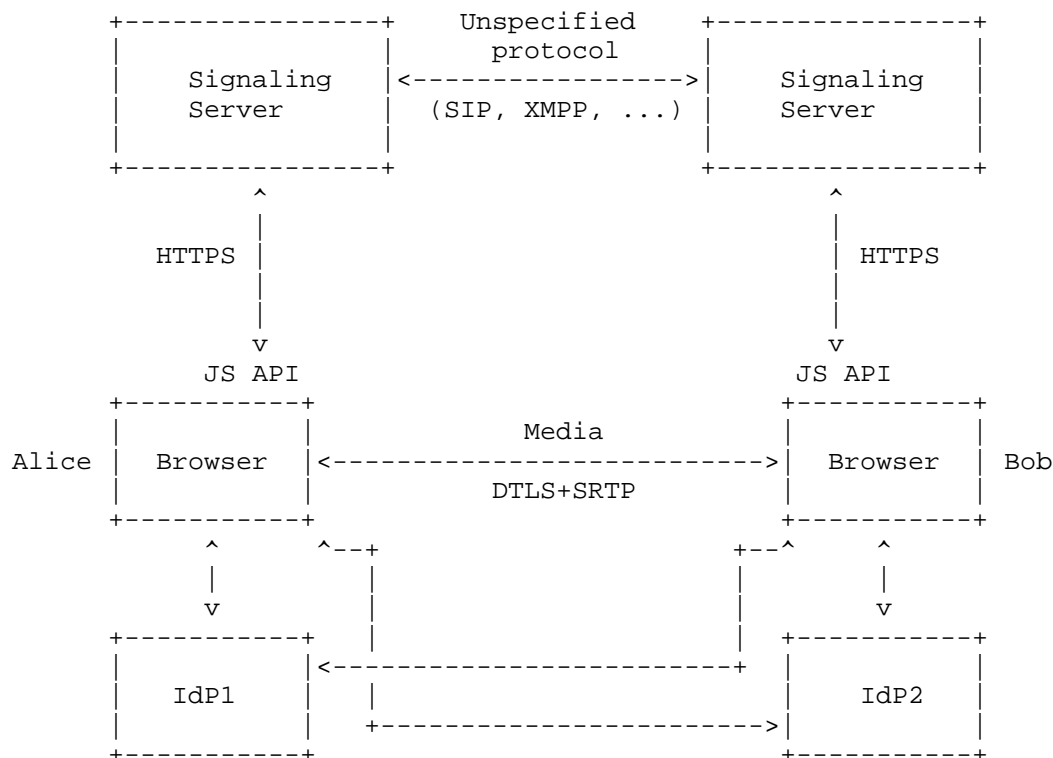 Unspecified
protocol
Signaling Signaling
Server Server
(SIP, XMPP, ...)
HTTPS HTTPS
JS API JS API
Media
Alice Browser Browser Bob
DTLS+SRTP
IdP1 IdP2